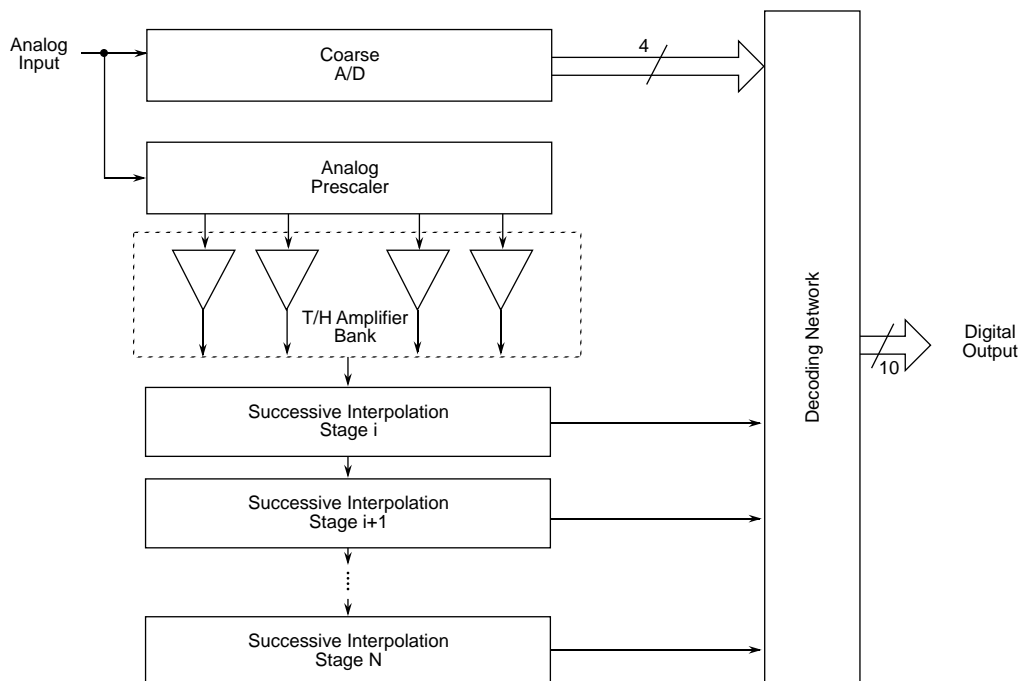 Analog
Input
Coarse
A/D
4
Analog
Prescaler
T/H Amplifier
Bank
Successive Interpolation
Stage i
Successive Interpolation
Stage i+1
Successive Interpolation
Stage N
Decoding Network
10
Digital
Output